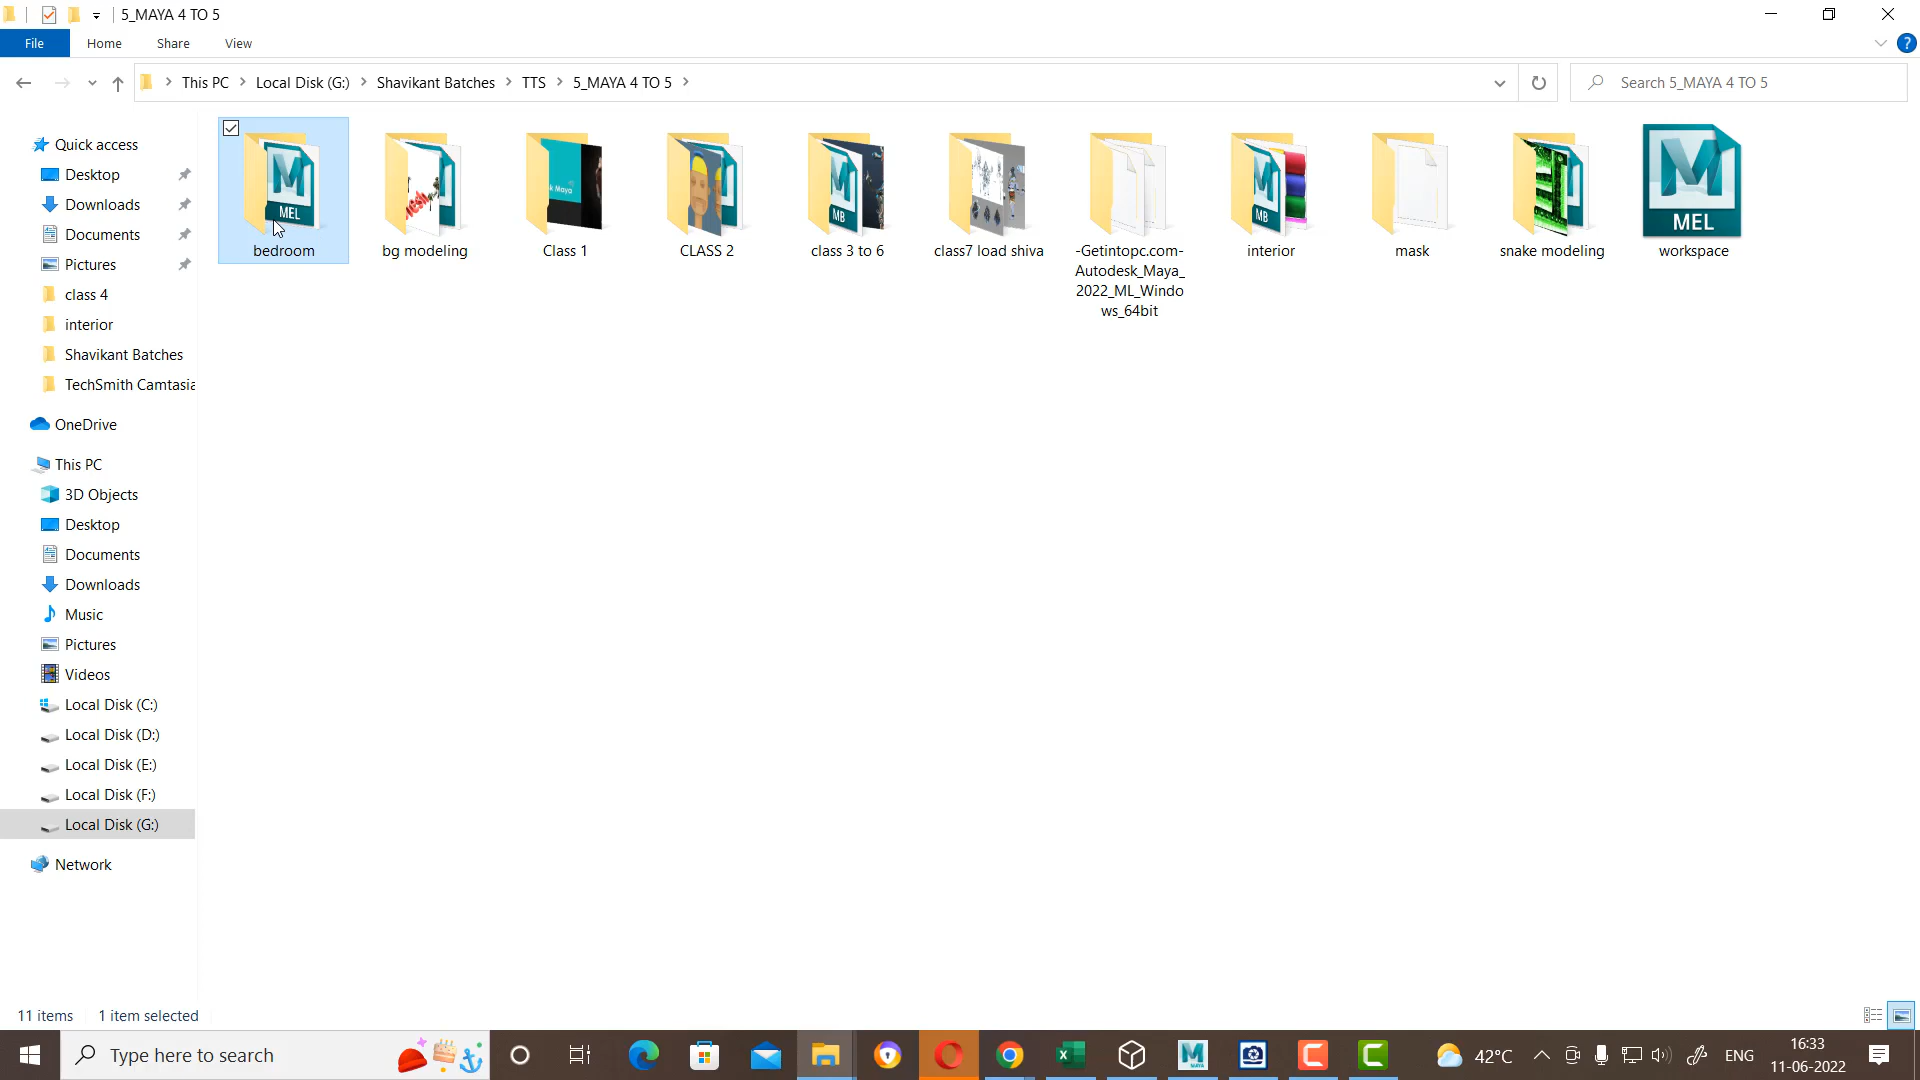 5_MAYA 4 TO 5
File Home Share View
This PC Local Disk (G:) Shavikant Batches TTS 5_MAYA 4 TO 5
Search 5_MAYA 4 TO 5
Quick access
Desktop
Downloads
Documents
Pictures
class 4
interior
Shavikant Batches
TechSmith Camtasia
OneDrive
This PC
3D Objects
Desktop
Documents
Downloads
Music
Pictures
Videos
Local Disk (C:)
Local Disk (D:)
Local Disk (E:)
Local Disk (F:)
Local Disk (G:)
Network
MEL
bedroom
bg modeling
k Maya
Class 1
CLASS 2
MB
class 3 to 6
class7 load shiva
-Getintopc.com-
Autodesk_Maya_
2022_ML_Windo
ws_64bit
MB
interior
mask
snake modeling
MEL
workspace
11 items 1 item selected
Type here to search
MAYA
42°C
ENG
16:33
11-06-2022